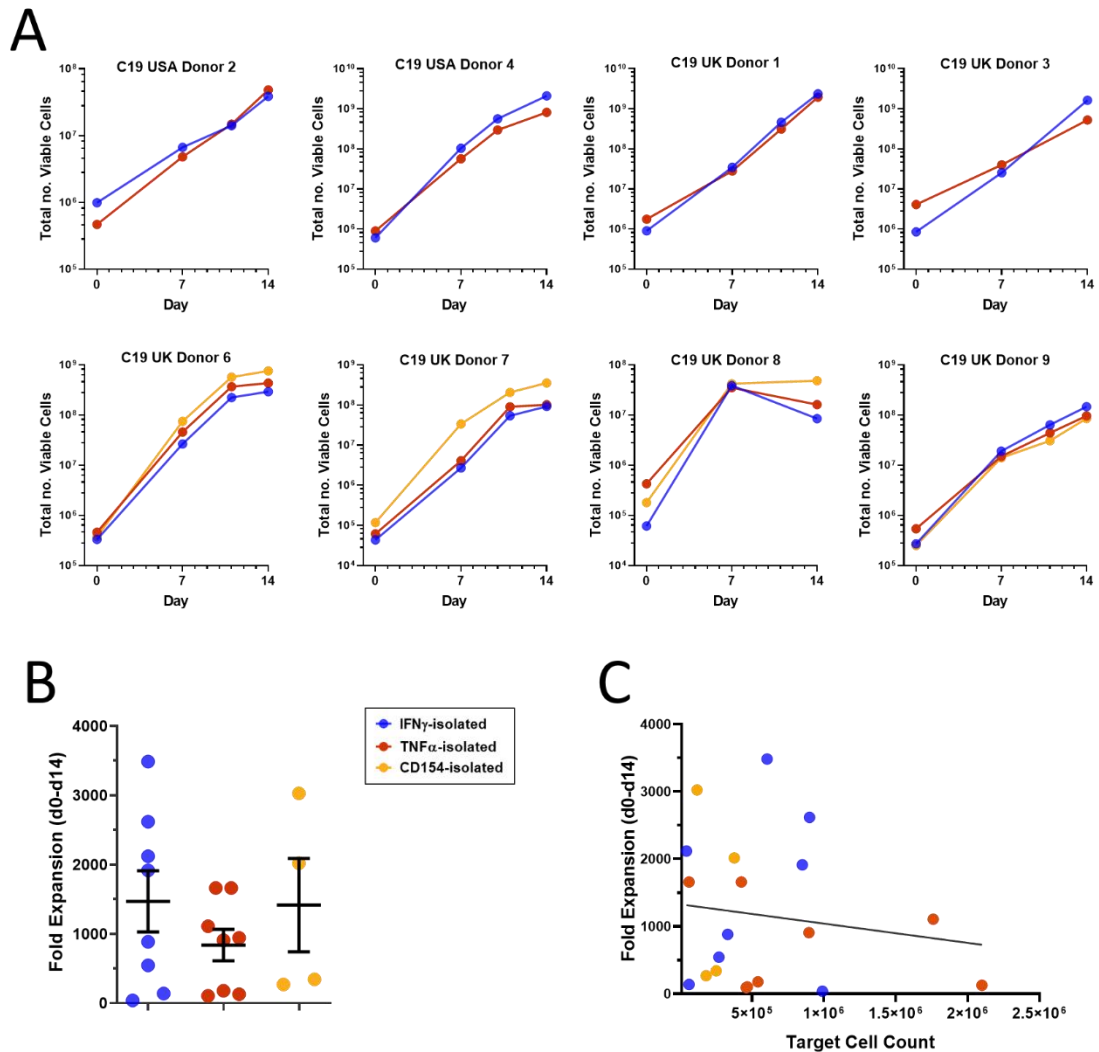 A
C19 USA Donor 2
Total no. Viable Cells
10⁸
10⁷
10⁶
10⁵
0 7 14
Day
C19 USA Donor 4
Total no. Viable Cells
10¹⁰
10⁹
10⁸
10⁷
10⁶
10⁵
0 7 14
Day
C19 UK Donor 1
Total no. Viable Cells
10¹⁰
10⁹
10⁸
10⁷
10⁶
10⁵
0 7 14
Day
C19 UK Donor 3
Total no. Viable Cells
10¹⁰
10⁹
10⁸
10⁷
10⁶
10⁵
0 7 14
Day
C19 UK Donor 6
Total no. Viable Cells
10⁹
10⁸
10⁷
10⁶
10⁵
0 7 14
Day
C19 UK Donor 7
Total no. Viable Cells
10⁹
10⁸
10⁷
10⁶
10⁵
10⁴
0 7 14
Day
C19 UK Donor 8
Total no. Viable Cells
10⁸
10⁷
10⁶
10⁵
10⁴
0 7 14
Day
C19 UK Donor 9
Total no. Viable Cells
10⁹
10⁸
10⁷
10⁶
10⁵
0 7 14
Day
B
Fold Expansion (d0-d14)
4000
3000
2000
1000
0
IFNγ-isolated
TNFα-isolated
CD154-isolated
C
Fold Expansion (d0-d14)
4000
3000
2000
1000
0
5×10⁵ 1×10⁶ 1.5×10⁶ 2×10⁶ 2.5×10⁶
Target Cell Count